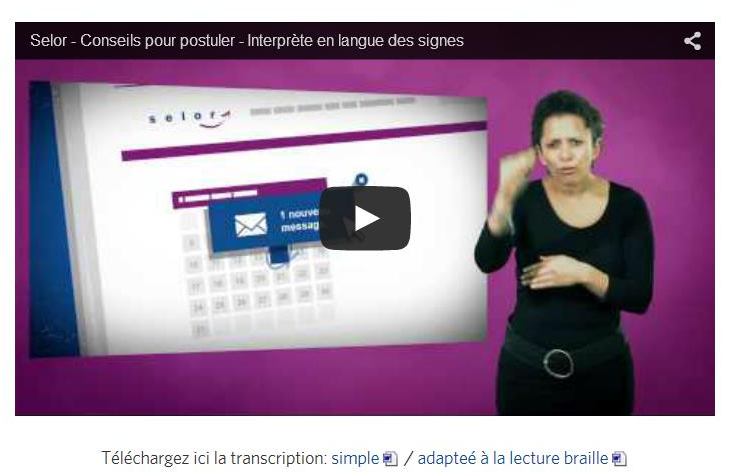 Selor - Conseils pour postuler - Interprète en langue des signes
selor
1 nouveau
message
Téléchargez ici la transcription: simple / adapteé à la lecture braille